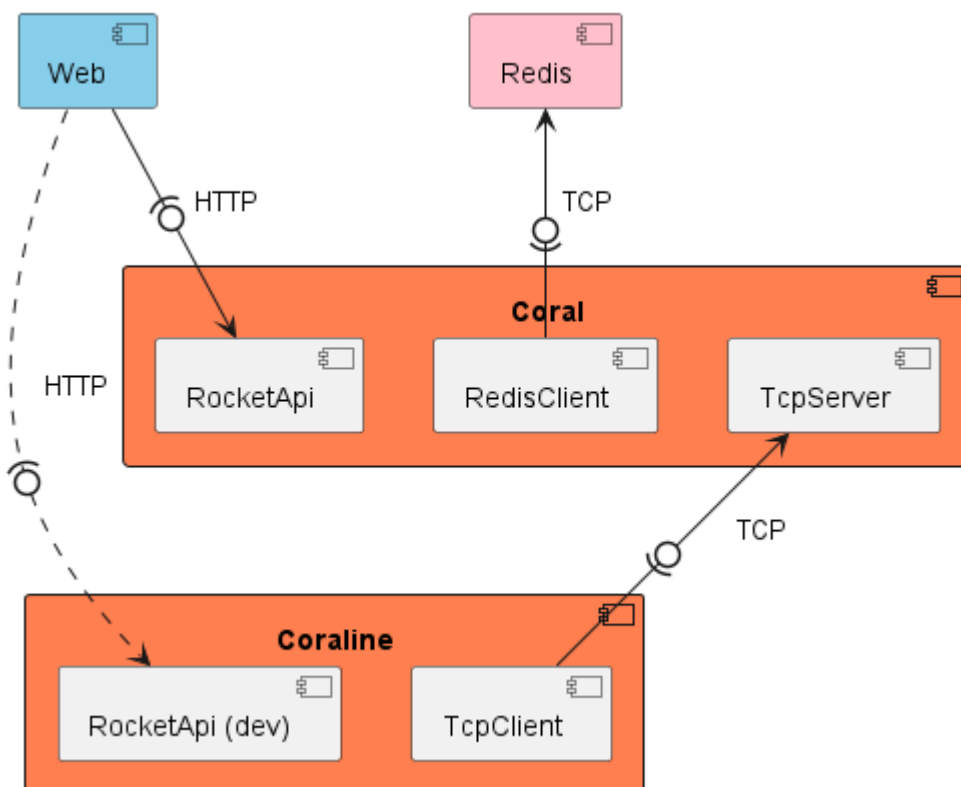 Web
Redis
HTTP
TCP
Coral
RocketApi
RedisClient
TcpServer
HTTP
TCP
Coraline
RocketApi (dev)
TcpClient